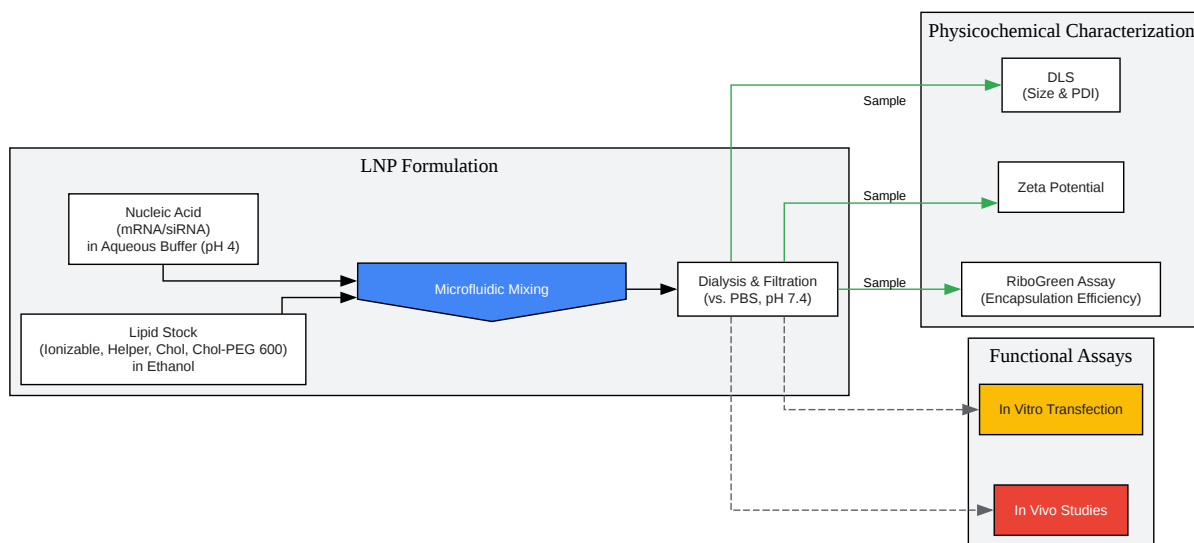 LNP Formulation
Nucleic Acid
(mRNA/siRNA)
in Aqueous Buffer (pH 4)
Lipid Stock
(Ionizable, Helper, Chol, Chol-PEG 600)
in Ethanol
Microfluidic Mixing
Dialysis & Filtration
(vs. PBS, pH 7.4)
Sample
Sample
Sample
Physicochemical Characterization
DLS
(Size & PDI)
Zeta Potential
RiboGreen Assay
(Encapsulation Efficiency)
Functional Assays
In Vitro Transfection
In Vivo Studies